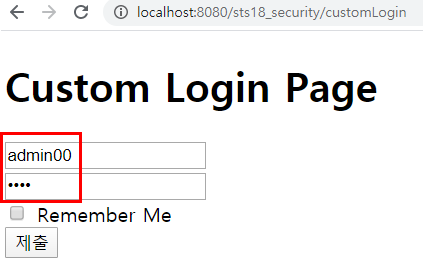 localhost:8080/sts18_security/customLogin
Custom Login Page
admin00
••••
Remember Me
제출